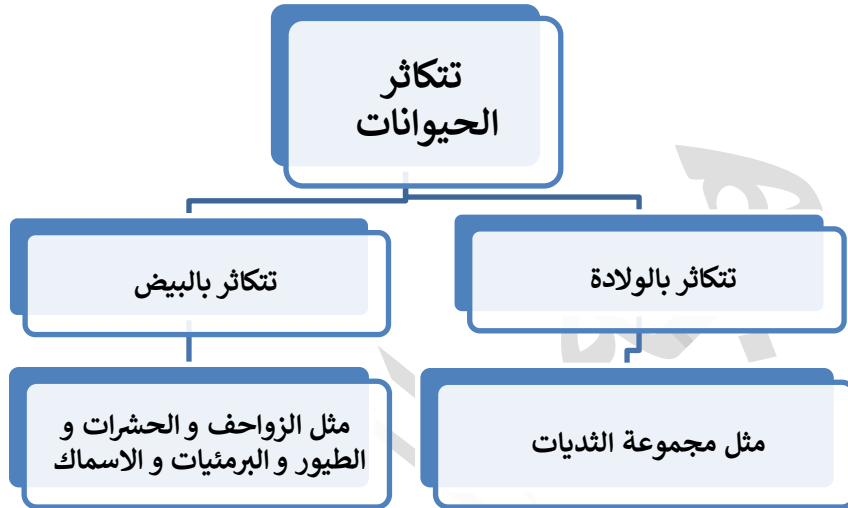 تتكاثر
الحيوانات
تتكاثر بالولادة
تتكاثر بالبيض
مثل مجموعة الثديات
مثل الزواحف و الحشرات و
الطيور و البرمئيات و الاسماك